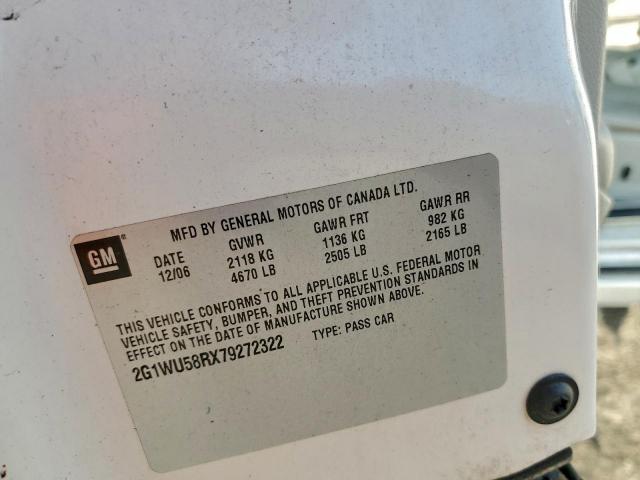 MFD BY GENERAL MOTORS OF CANADA LTD.
GM
DATE GVWR GAWR FRT GAWR RR
12/06 2118 KG 1136 KG 982 KG
4670 LB 2505 LB 2165 LB
THIS VEHICLE CONFORMS TO ALL APPLICABLE U.S. FEDERAL MOTOR
VEHICLE SAFETY, BUMPER, AND THEFT PREVENTION STANDARDS IN
EFFECT ON THE DATE OF MANUFACTURE SHOWN ABOVE.
2G1WU58RX79272322 TYPE: PASS CAR